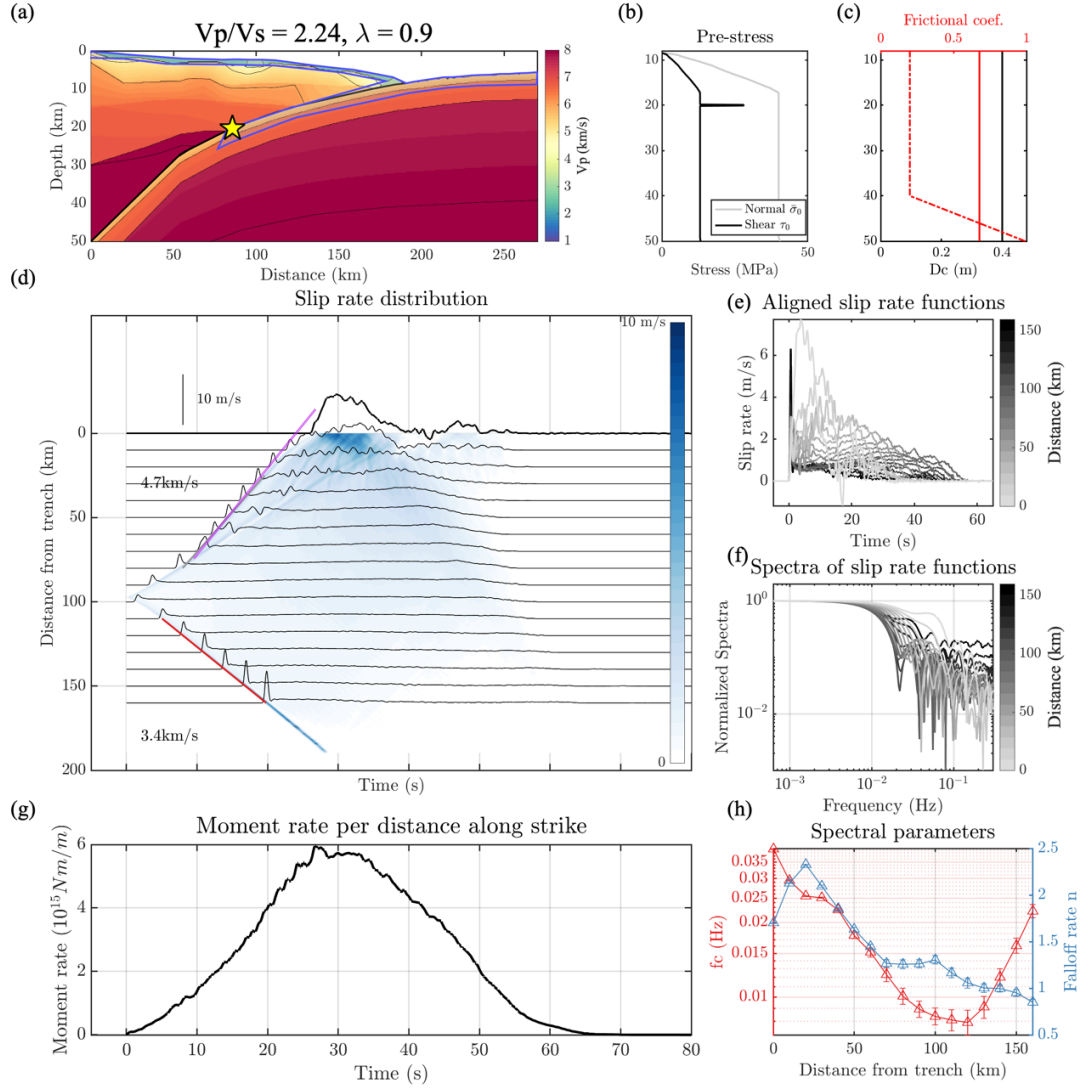 (a)
Vp/Vs = 2.24, λ = 0.9
0
10
20
30
40
50
Depth (km)
0
50
100
150
200
250
Distance (km)
8
7
6
5
4
3
2
1
Vp (km/s)
(b)
Pre-stress
10
20
30
40
50
Normal σ̄₀
Shear τ₀
0
50
Stress (MPa)
(c)
Frictional coef.
0
0.5
1
10
20
30
40
50
0
0.2
0.4
Dc (m)
(d)
Slip rate distribution
10 m/s
10 m/s
0
50
100
150
200
Distance from trench (km)
4.7km/s
3.4km/s
0
Time (s)
(e)
Aligned slip rate functions
6
4
2
0
Slip rate (m/s)
0
20
40
60
Time (s)
150
100
50
0
Distance (km)
(f)
Spectra of slip rate functions
10⁰
10⁻²
Normalized Spectra
10⁻³
10⁻²
10⁻¹
Frequency (Hz)
150
100
50
0
Distance (km)
(g)
Moment rate per distance along strike
6
4
2
0
Moment rate (10¹⁵Nm/m)
0
10
20
30
40
50
60
70
80
Time (s)
(h)
Spectral parameters
0.035
0.03
0.025
0.02
0.015
0.01
fc (Hz)
2.5
2
1.5
1
0.5
Falloff rate n
0
50
100
150
Distance from trench (km)